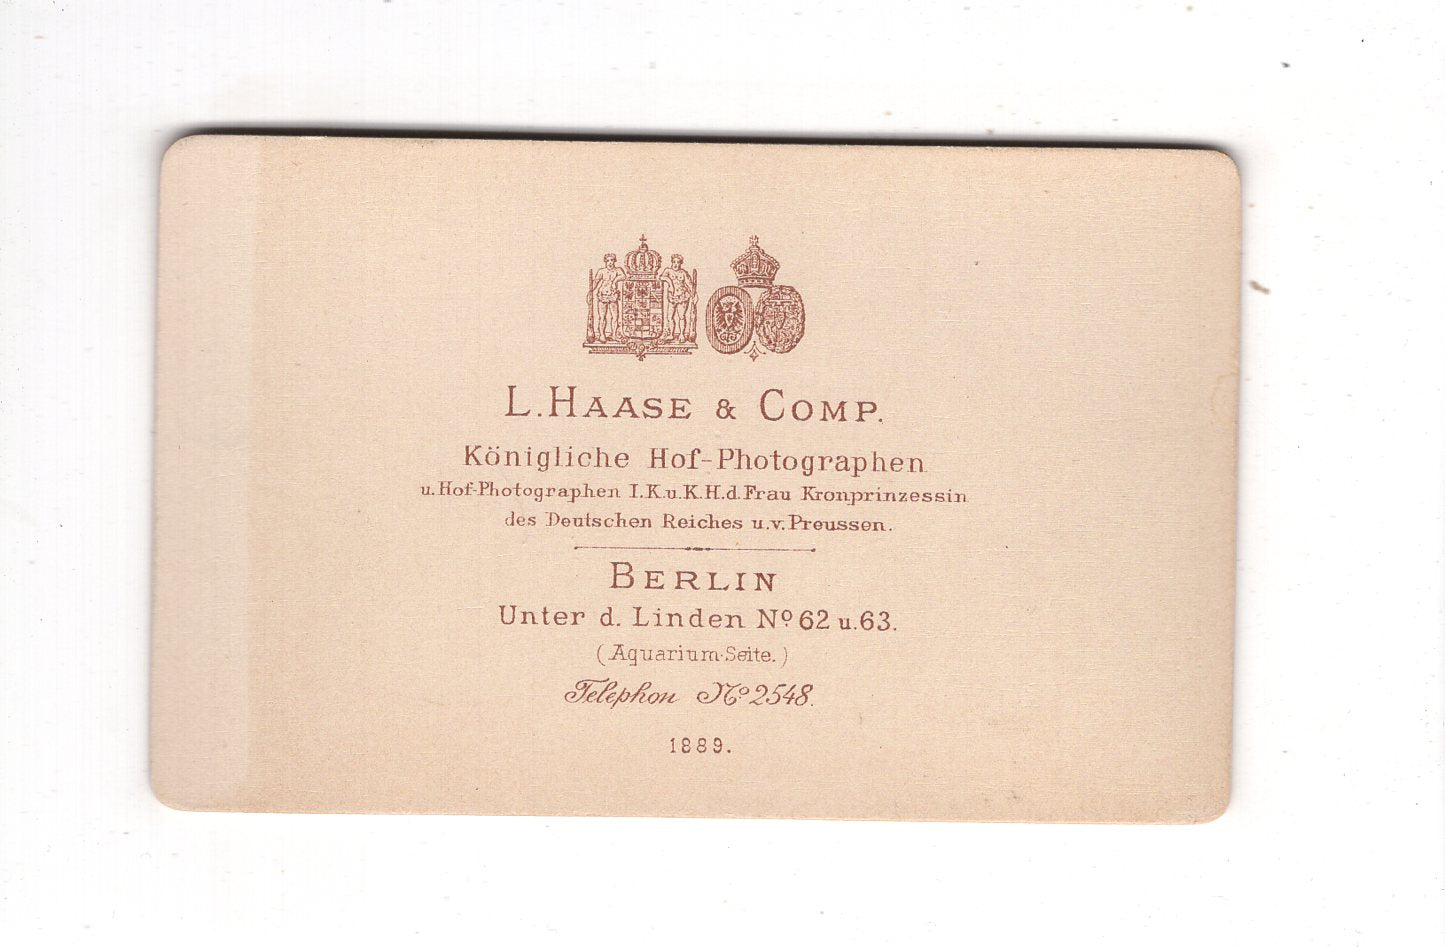 L. HAASE & COMP.
Königliche Hof-Photographen
u. Hof-Photographen I.K.u.K.H.d. Frau Kronprinzessin
des Deutschen Reiches u.v. Preussen.
BERLIN
Unter d. Linden Nº 62 u. 63.
(Aquarium-Seite.)
Telephon Nº 2548.
1889.